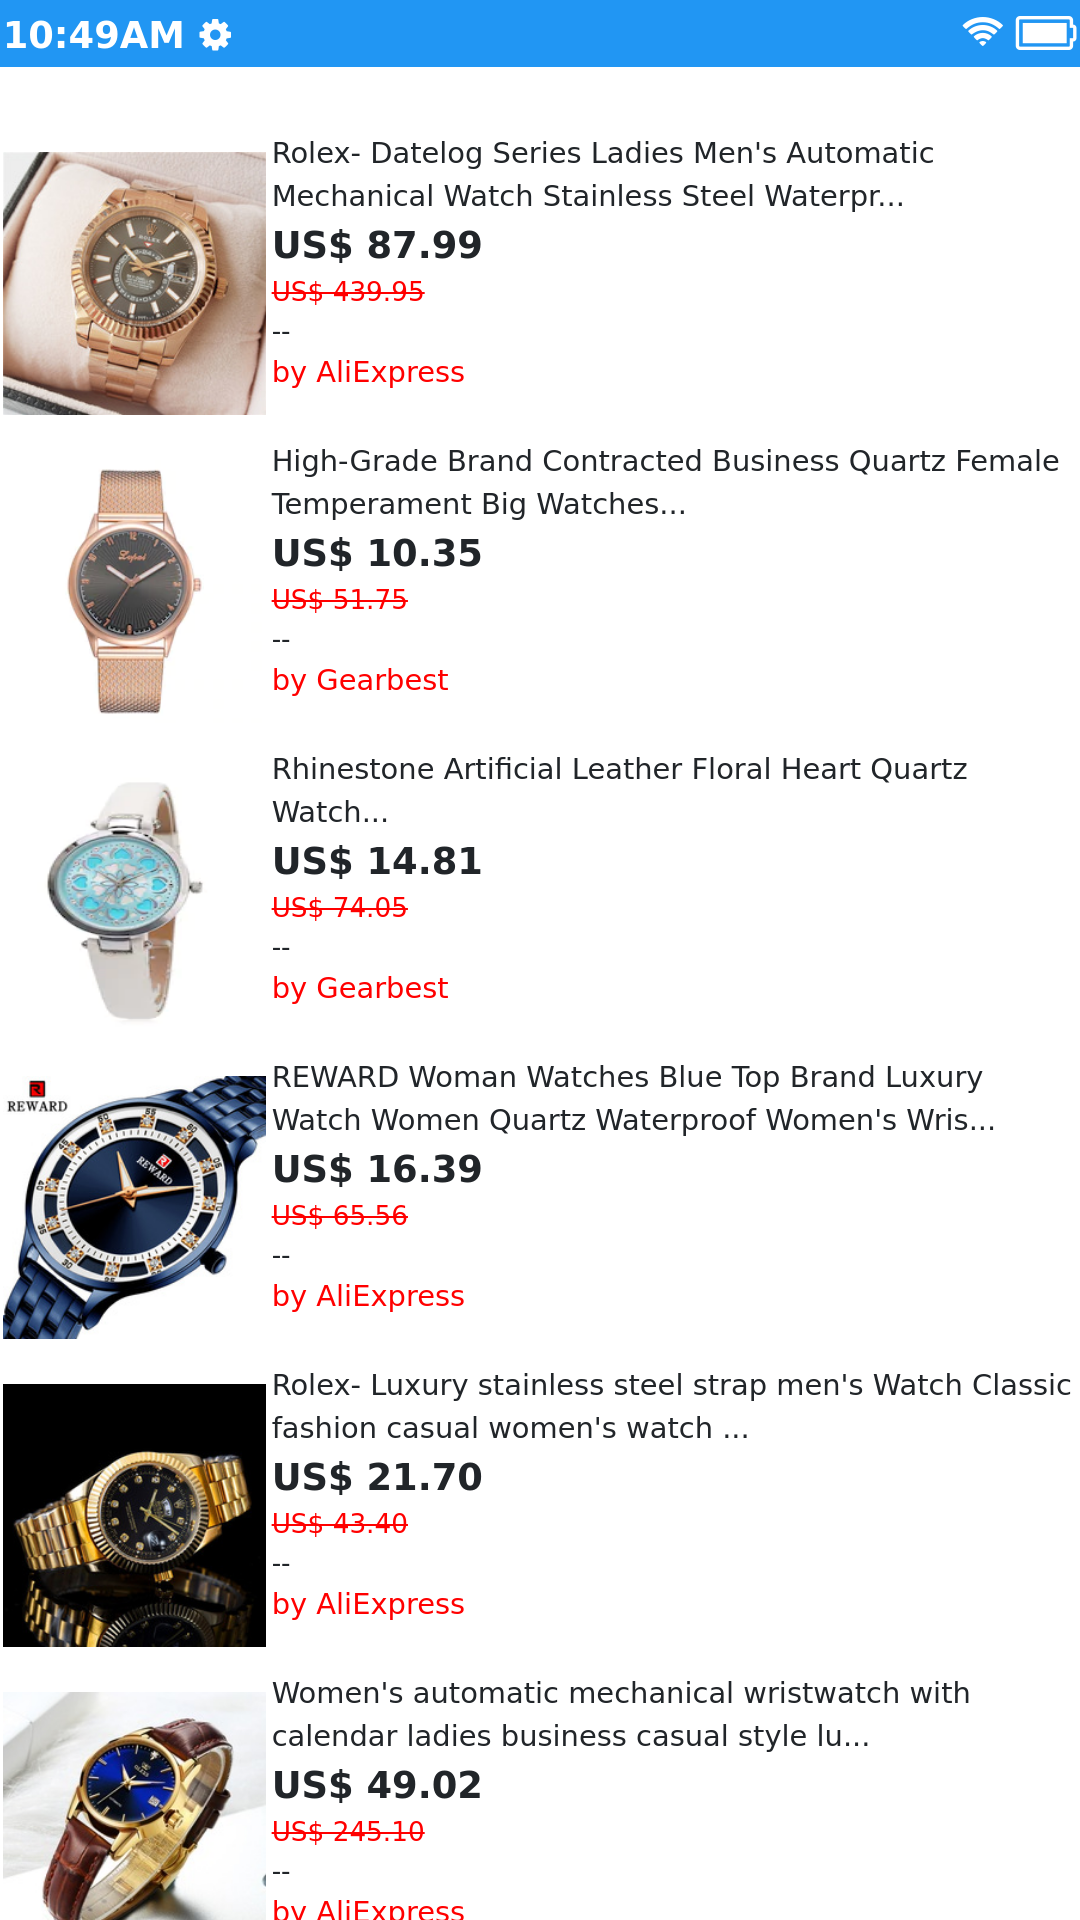 10:49AM
Rolex- Datelog Series Ladies Men's Automatic
Mechanical Watch Stainless Steel Waterpr...
US$ 87.99
US$ 439.95
--
by AliExpress
High-Grade Brand Contracted Business Quartz Female
Temperament Big Watches...
US$ 10.35
US$ 51.75
--
by Gearbest
Rhinestone Artificial Leather Floral Heart Quartz
Watch...
US$ 14.81
US$ 74.05
--
by Gearbest
REWARD
REWARD
REWARD Woman Watches Blue Top Brand Luxury
Watch Women Quartz Waterproof Women's Wris...
US$ 16.39
US$ 65.56
--
by AliExpress
Rolex- Luxury stainless steel strap men's Watch Classic
fashion casual women's watch ...
US$ 21.70
US$ 43.40
--
by AliExpress
Women's automatic mechanical wristwatch with
calendar ladies business casual style lu...
US$ 49.02
US$ 245.10
--
by AliExpress